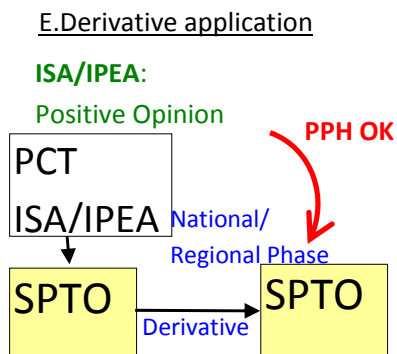 E.Derivative application
ISA/IPEA:
Positive Opinion
PPH OK
PCT
ISA/IPEA
National/
Regional Phase
SPTO
SPTO
Derivative